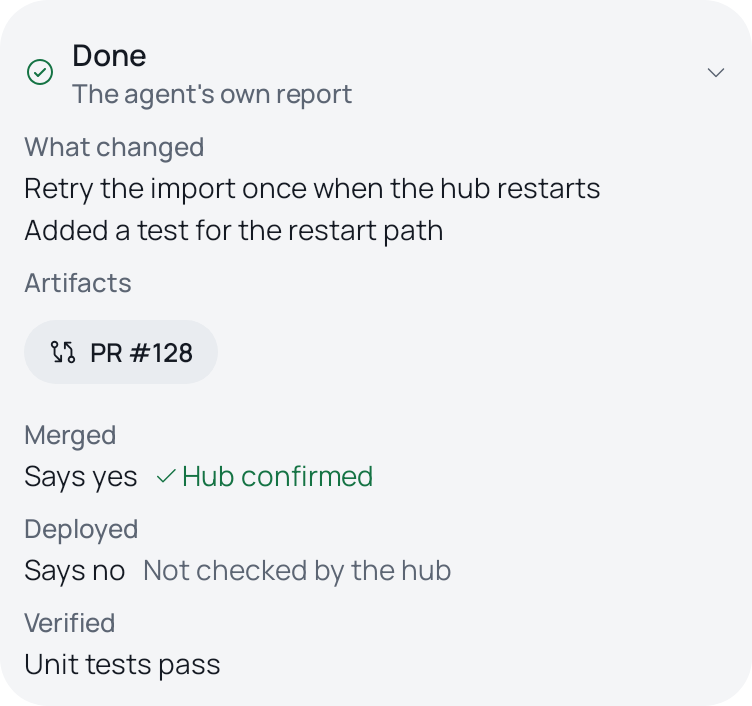 Done
The agent's own report
What changed
Retry the import once when the hub restarts
Added a test for the restart path
Artifacts
PR #128
Merged
Says yes Hub confirmed
Deployed
Says no Not checked by the hub
Verified
Unit tests pass